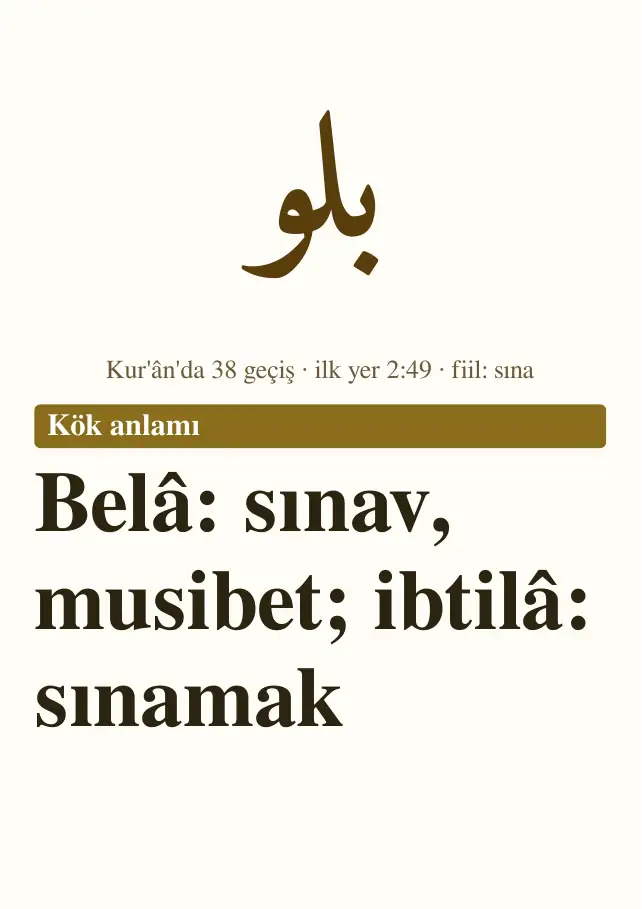 بلو
Kur'ân'da 38 geçiş · ilk yer 2:49 · fiil: sına
Kök anlamı
Belâ: sınav,
musibet; ibtilâ:
sınamak